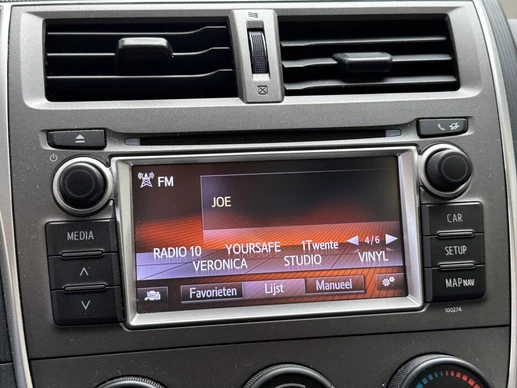 FM
JOE
RADIO 10 YOURSAFE 1Twente 4/6
VERONICA STUDIO VINYL
Favorieten Lijst Manueel
MEDIA
CAR
SETUP
MAP NAV
100274